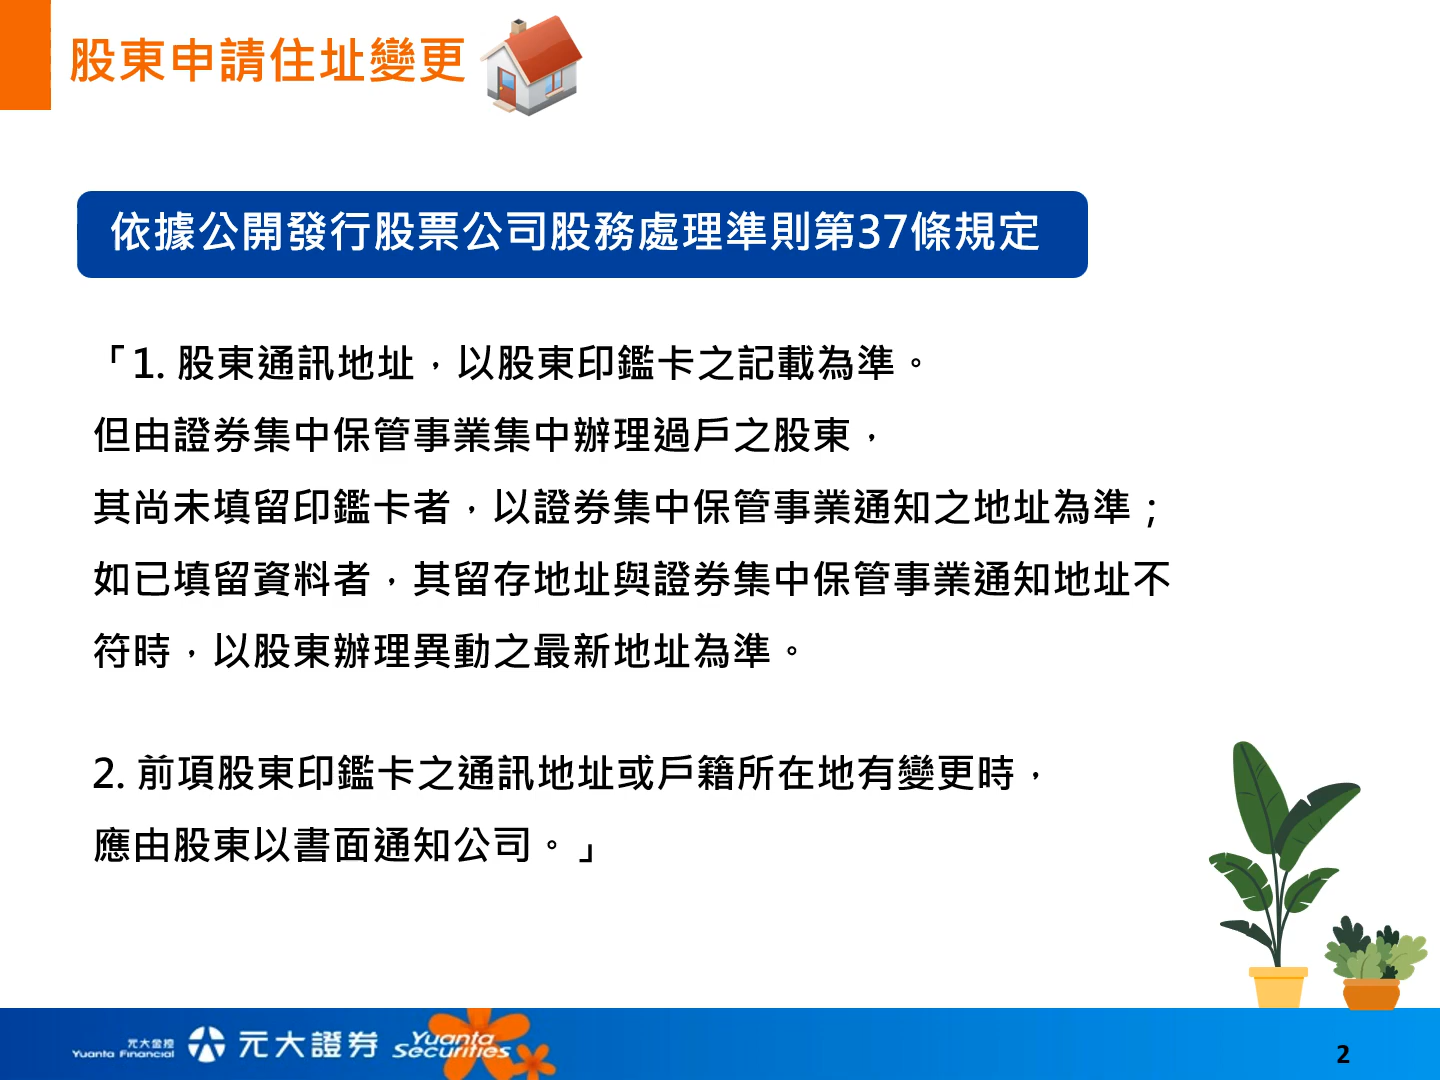 股東申請住址變更
依據公開發行股票公司股務處理準則第37條規定
「1. 股東通訊地址，以股東印鑑卡之記載為準。
但由證券集中保管事業集中辦理過戶之股東，
其尚未填留印鑑卡者，以證券集中保管事業通知之地址為準；
如已填留資料者，其留存地址與證券集中保管事業通知地址不
符時，以股東辦理異動之最新地址為準。
2. 前項股東印鑑卡之通訊地址或戶籍所在地有變更時，
應由股東以書面通知公司。」
元大金控
Yuanta Financial
元大證券
Yuanta
Securities
2